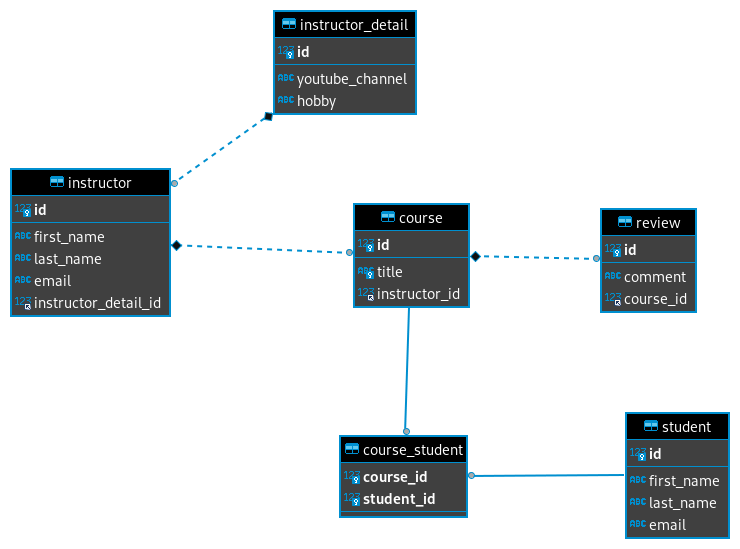 instructor_detail
123 id
ABC youtube_channel
ABC hobby
instructor
123 id
ABC first_name
ABC last_name
ABC email
123 instructor_detail_id
course
123 id
ABC title
123 instructor_id
review
123 id
ABC comment
123 course_id
course_student
123 course_id
123 student_id
student
123 id
ABC first_name
ABC last_name
ABC email